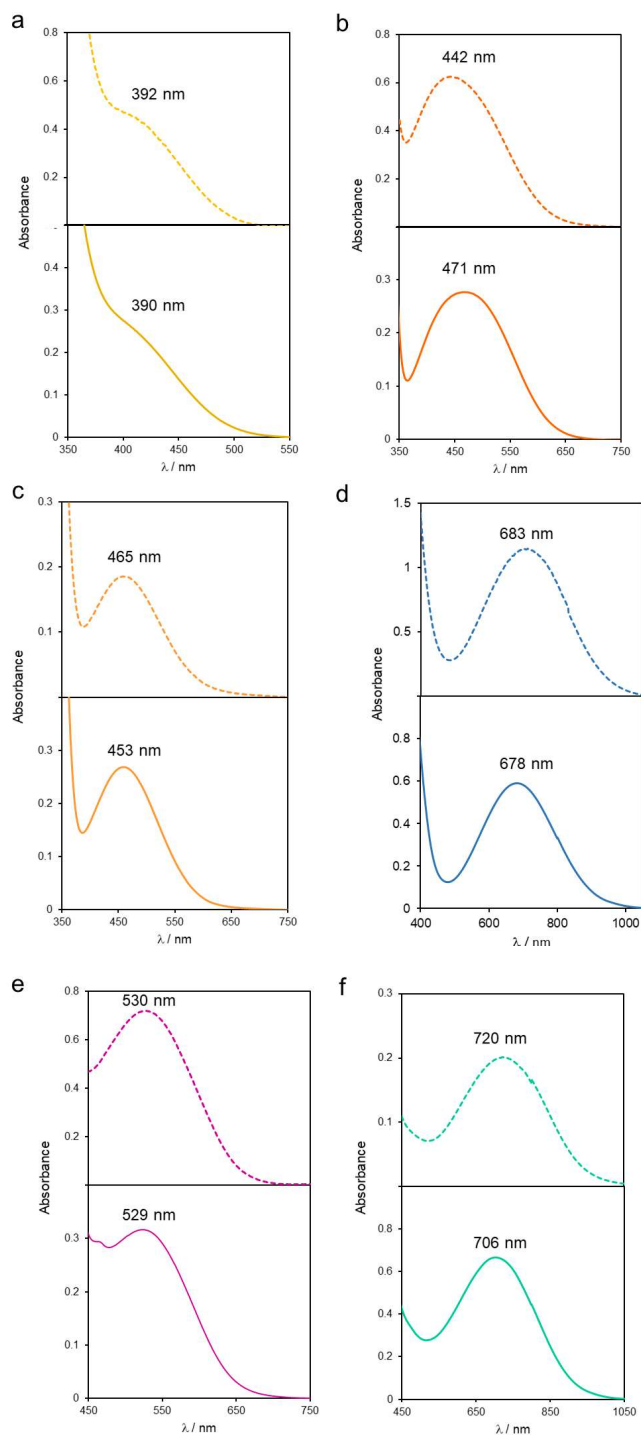 a
0.8
0.6
0.4
0.2
392 nm
Absorbance
-
0.4
0.3
0.2
0.1
0
390 nm
350 400 450 500 550
λ / nm
b
0.8
0.6
0.4
0.2
442 nm
Absorbance
0.3
0.2
0.1
0
471 nm
350 450 550 650 750
λ / nm
c
0.3
0.2
0.1
465 nm
Absorbance
0.3
0.2
0.1
0
453 nm
350 450 550 650 750
λ / nm
d
1.5
1
0.5
683 nm
Absorbance
0.8
0.6
0.4
0.2
0
678 nm
400 600 800 1000
λ / nm
e
0.8
0.6
0.4
0.2
530 nm
Absorbance
0.3
0.2
0.1
0
529 nm
450 550 650 750
λ / nm
f
0.3
0.2
0.1
720 nm
Absorbance
0.8
0.6
0.4
0.2
0
706 nm
450 650 850 1050
λ / nm